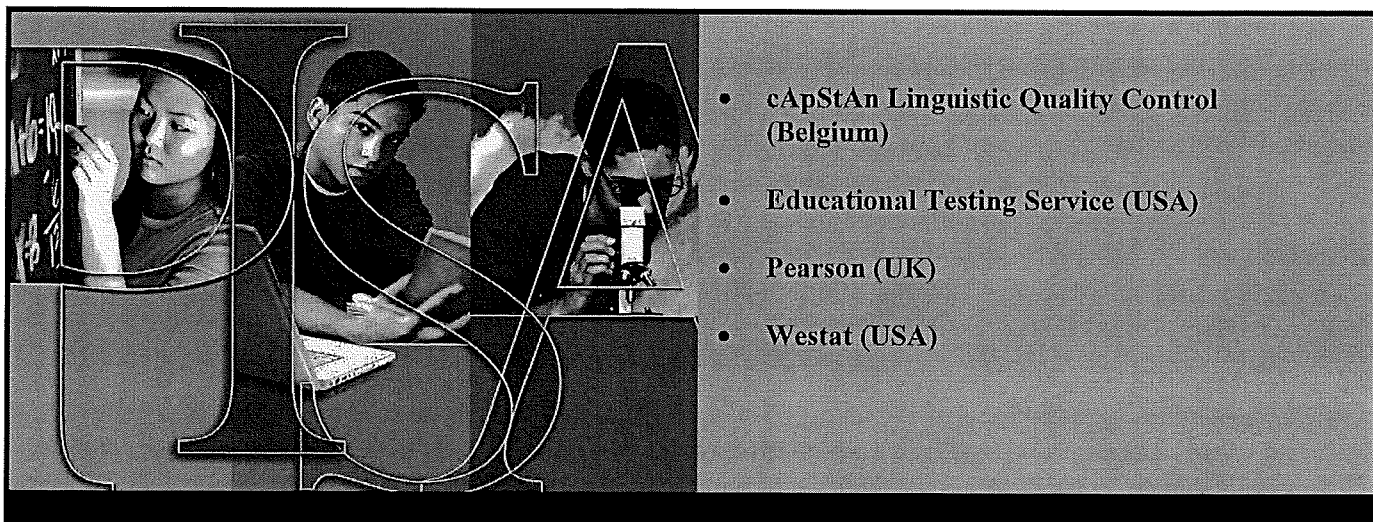 PISA
• cApStAn Linguistic Quality Control
(Belgium)
• Educational Testing Service (USA)
• Pearson (UK)
• Westat (USA)